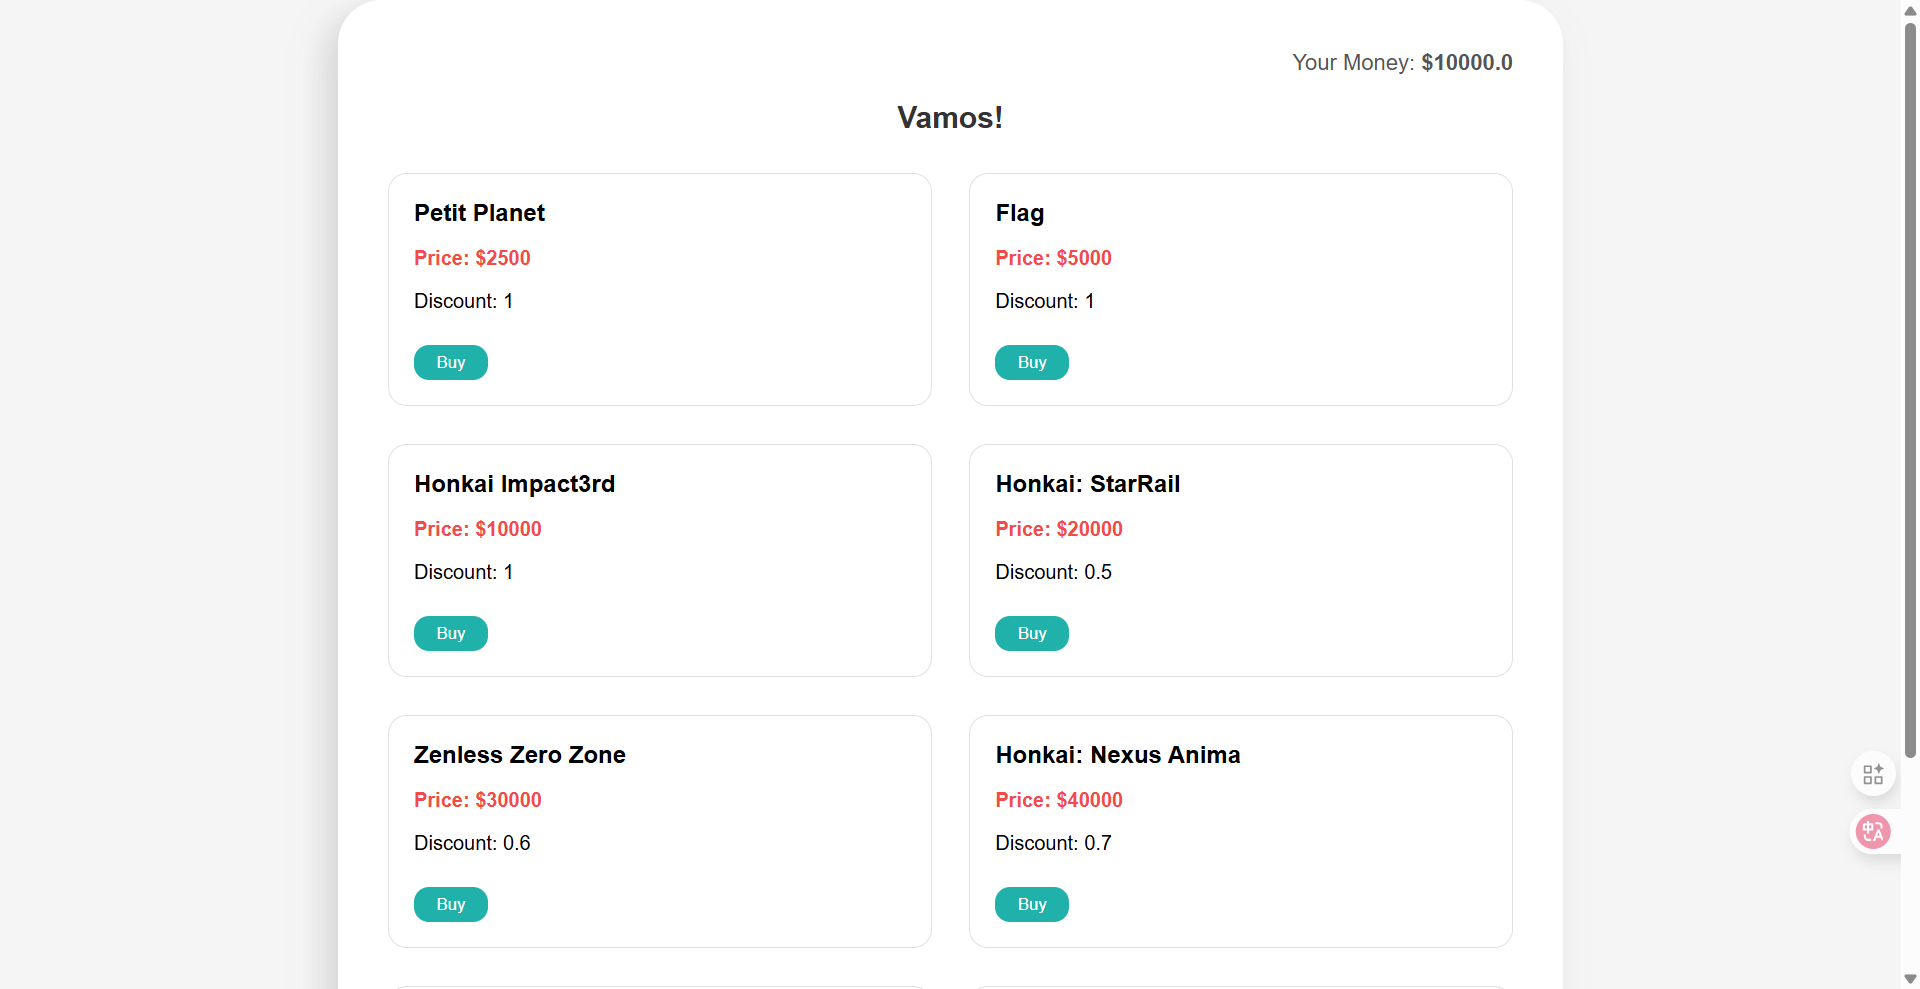 Your Money: $10000.0
Vamos!
Petit Planet
Price: $2500
Discount: 1
Buy
Flag
Price: $5000
Discount: 1
Buy
Honkai Impact3rd
Price: $10000
Discount: 1
Buy
Honkai: StarRail
Price: $20000
Discount: 0.5
Buy
Zenless Zero Zone
Price: $30000
Discount: 0.6
Buy
Honkai: Nexus Anima
Price: $40000
Discount: 0.7
Buy
中A